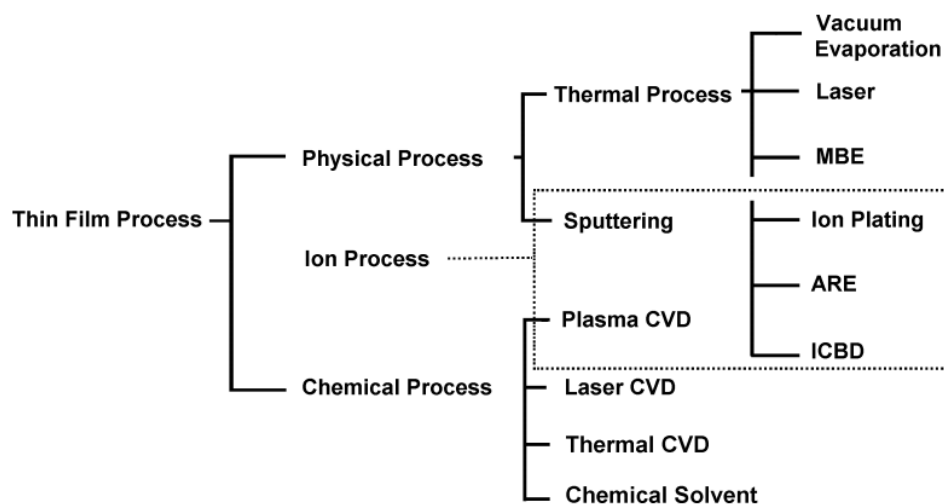 Vacuum
Evaporation
Thermal Process
Laser
Physical Process
MBE
Thin Film Process
Sputtering
Ion Plating
Ion Process
ARE
Plasma CVD
ICBD
Chemical Process
Laser CVD
Thermal CVD
Chemical Solvent